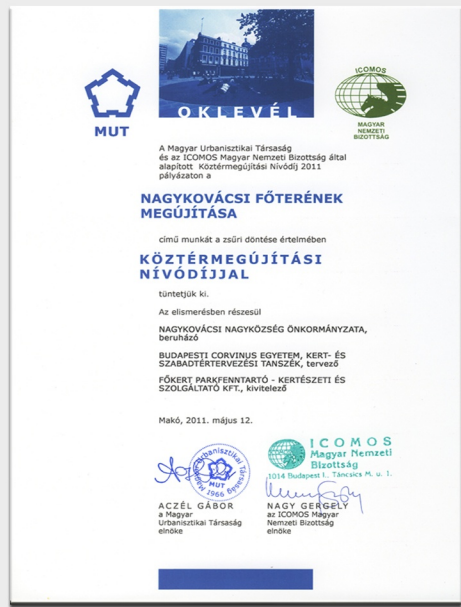 OKLEVÉL
MUT
ICOMOS
MAGYAR
NEMZETI
BIZOTTSÁG
A Magyar Urbanisztikai Társaság
és az ICOMOS Magyar Nemzeti Bizottság által
alapított Köztérmegújítási Nívódíj 2011
pályázaton a
NAGYKOVÁCSI FŐTERÉNEK
MEGÚJÍTÁSA
című munkát a zsűri döntése értelmében
KÖZTÉRMEGÚJÍTÁSI
NÍVÓDÍJJAL
tüntetjük ki.
Az elismerésben részesül
NAGYKOVÁCSI NAGYKÖZSÉG ÖNKORMÁNYZATA,
beruházó
BUDAPESTI CORVINUS EGYETEM, KERT- ÉS
SZABADTÉRTERVEZÉSI TANSZÉK, tervező
FŐKERT PARKFENNTARTÓ - KERTÉSZETI ÉS
SZOLGÁLTATÓ KFT., kivitelező
Makó, 2011. május 12.
Magyar Urbanisztikai Társaság
MUT
1966
ICOMOS
Magyar Nemzeti
Bizottság
1014 Budapest I., Táncsics M. u. 1.
ACZÉL GÁBOR
a Magyar
Urbanisztikai Társaság
elnöke
NAGY GERGELY
az ICOMOS Magyar
Nemzeti Bizottság
elnöke